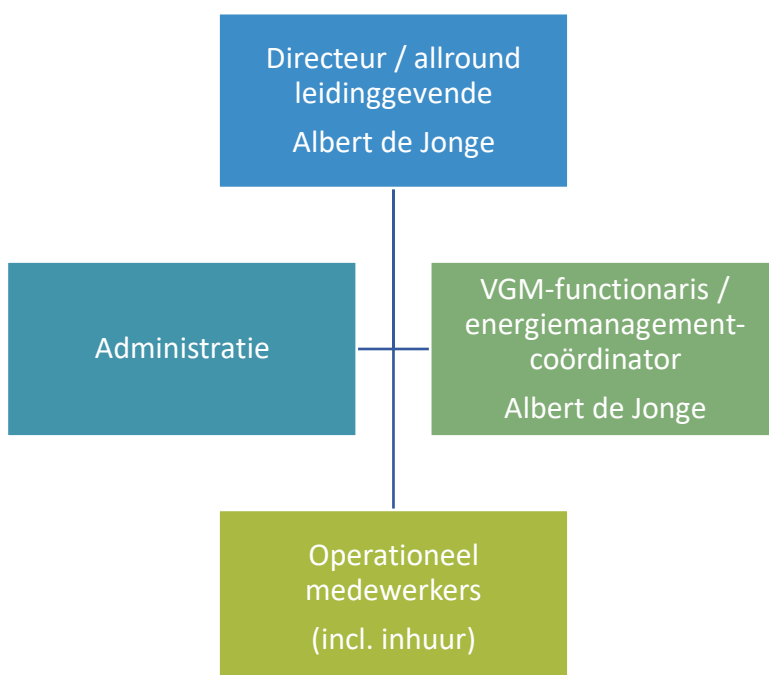 Directeur / allround
leidinggevende
Albert de Jonge
Administratie
VGM-functionaris /
energiemanagement-
coördinator
Albert de Jonge
Operationeel
medewerkers
(incl. inhuur)